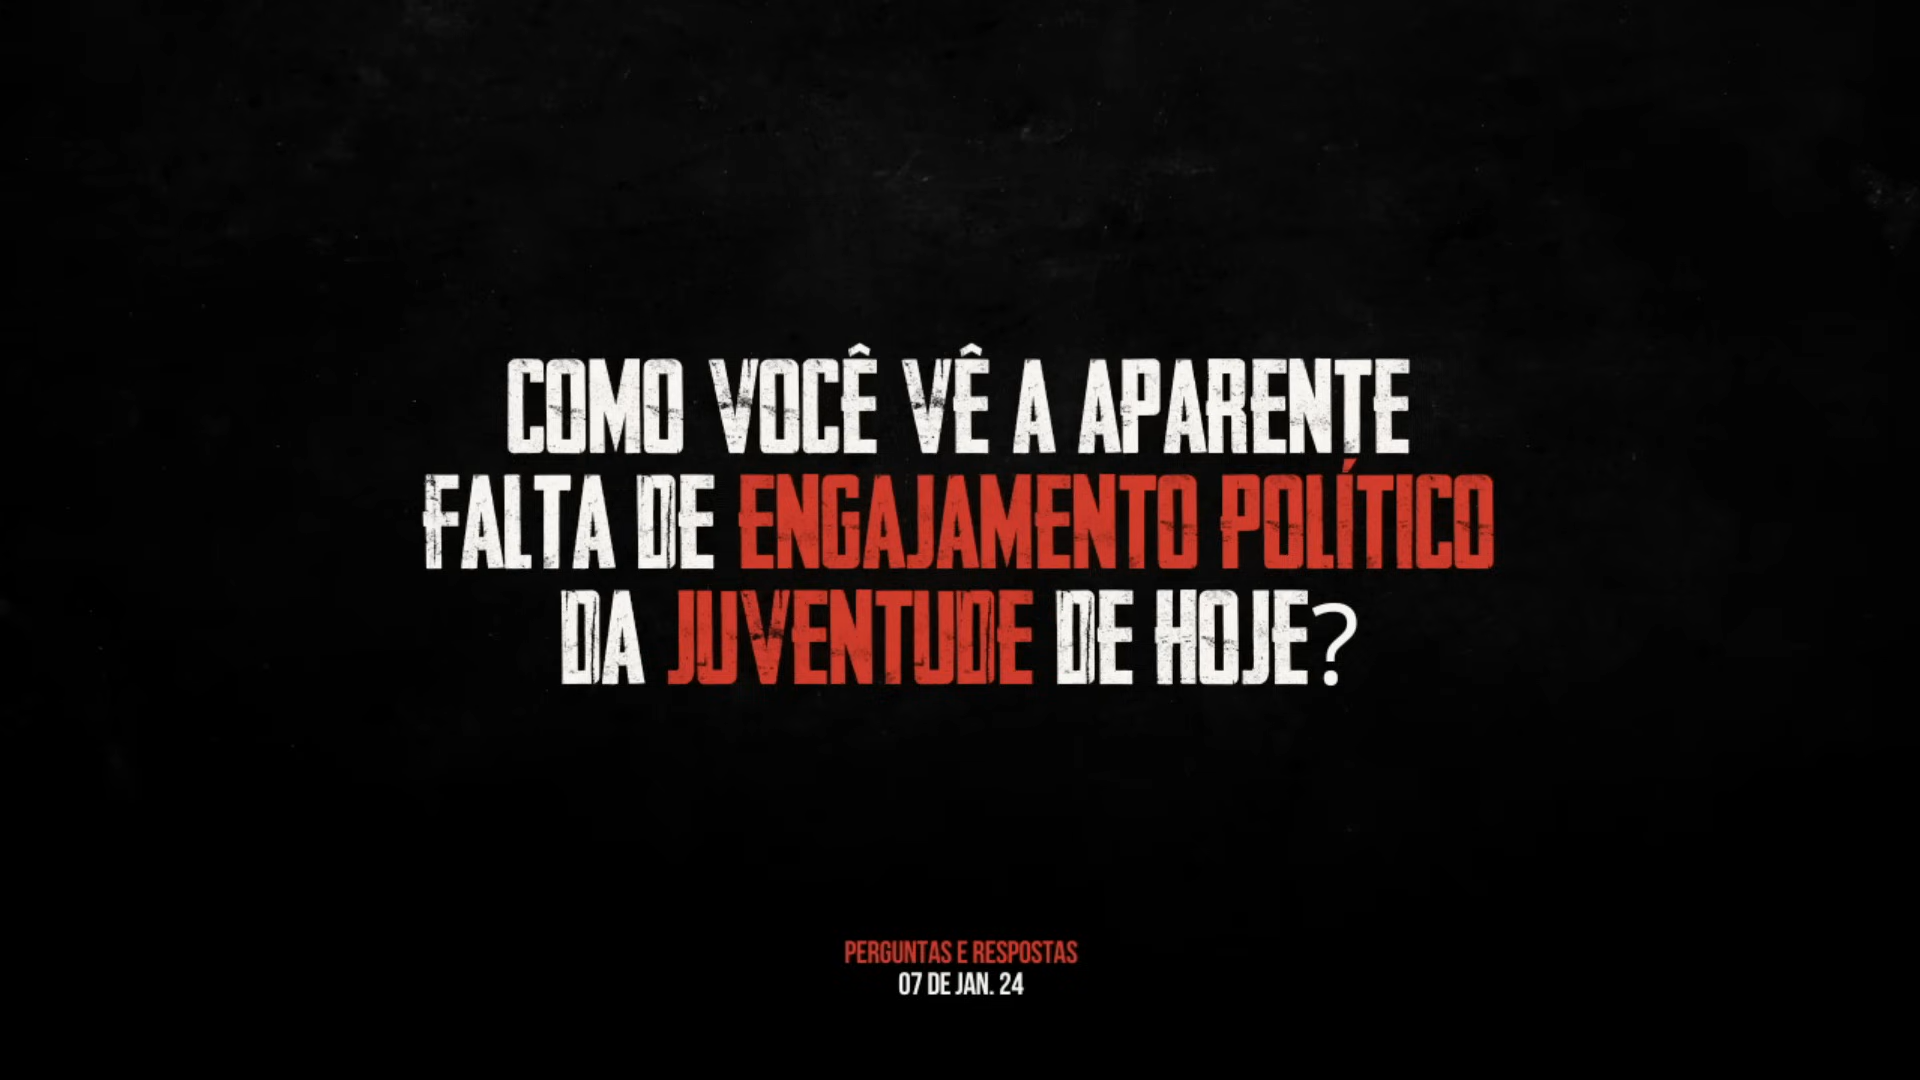 COMO VOCÊ VÊ A APARENTE
FALTA DE ENGAJAMENTO POLÍTICO
DA JUVENTUDE DE HOJE?
PERGUNTAS E RESPOSTAS
07 DE JAN. 24